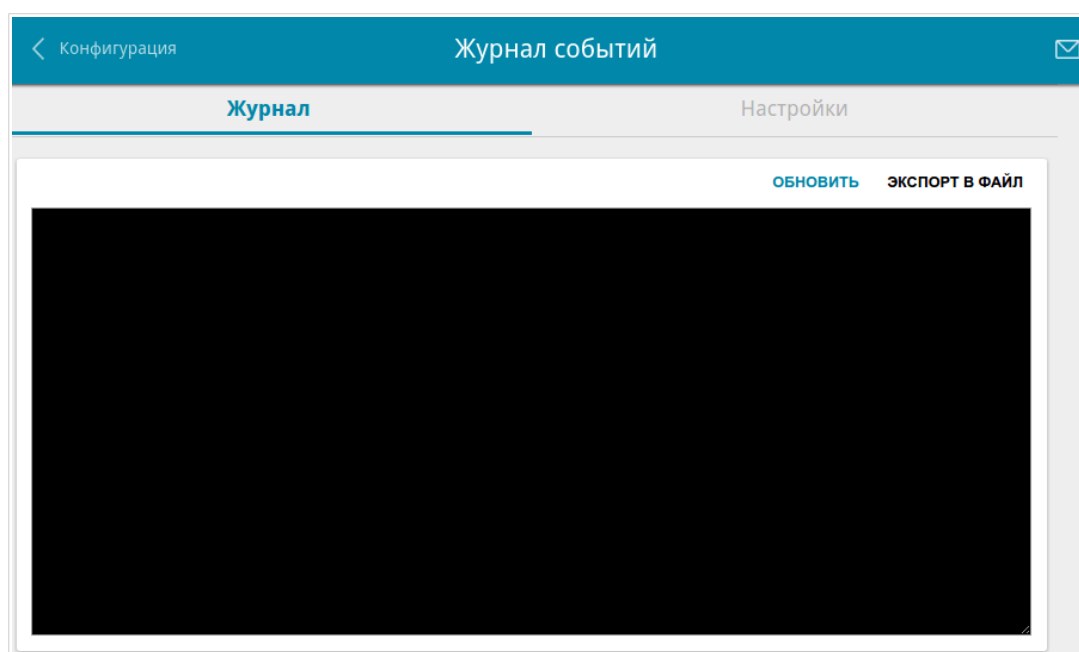 Конфигурация
Журнал событий
Журнал
Настройки
ОБНОВИТЬ
ЭКСПОРТ В ФАЙЛ